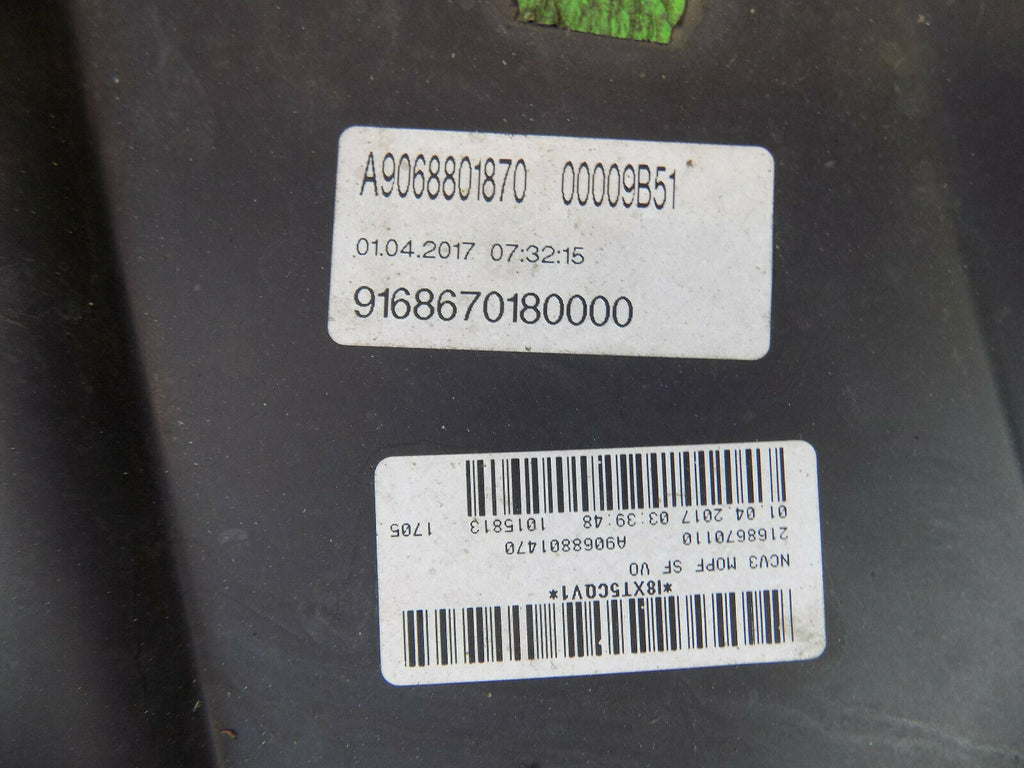 A9068801870 00009B51
01.04.2017 07:32:15
9168670180000
*I8XT5CQV1*
NCV3 MOPF SF VO
2168670110 A9068801470
01.04.2017 03:39:48 1015813 1705